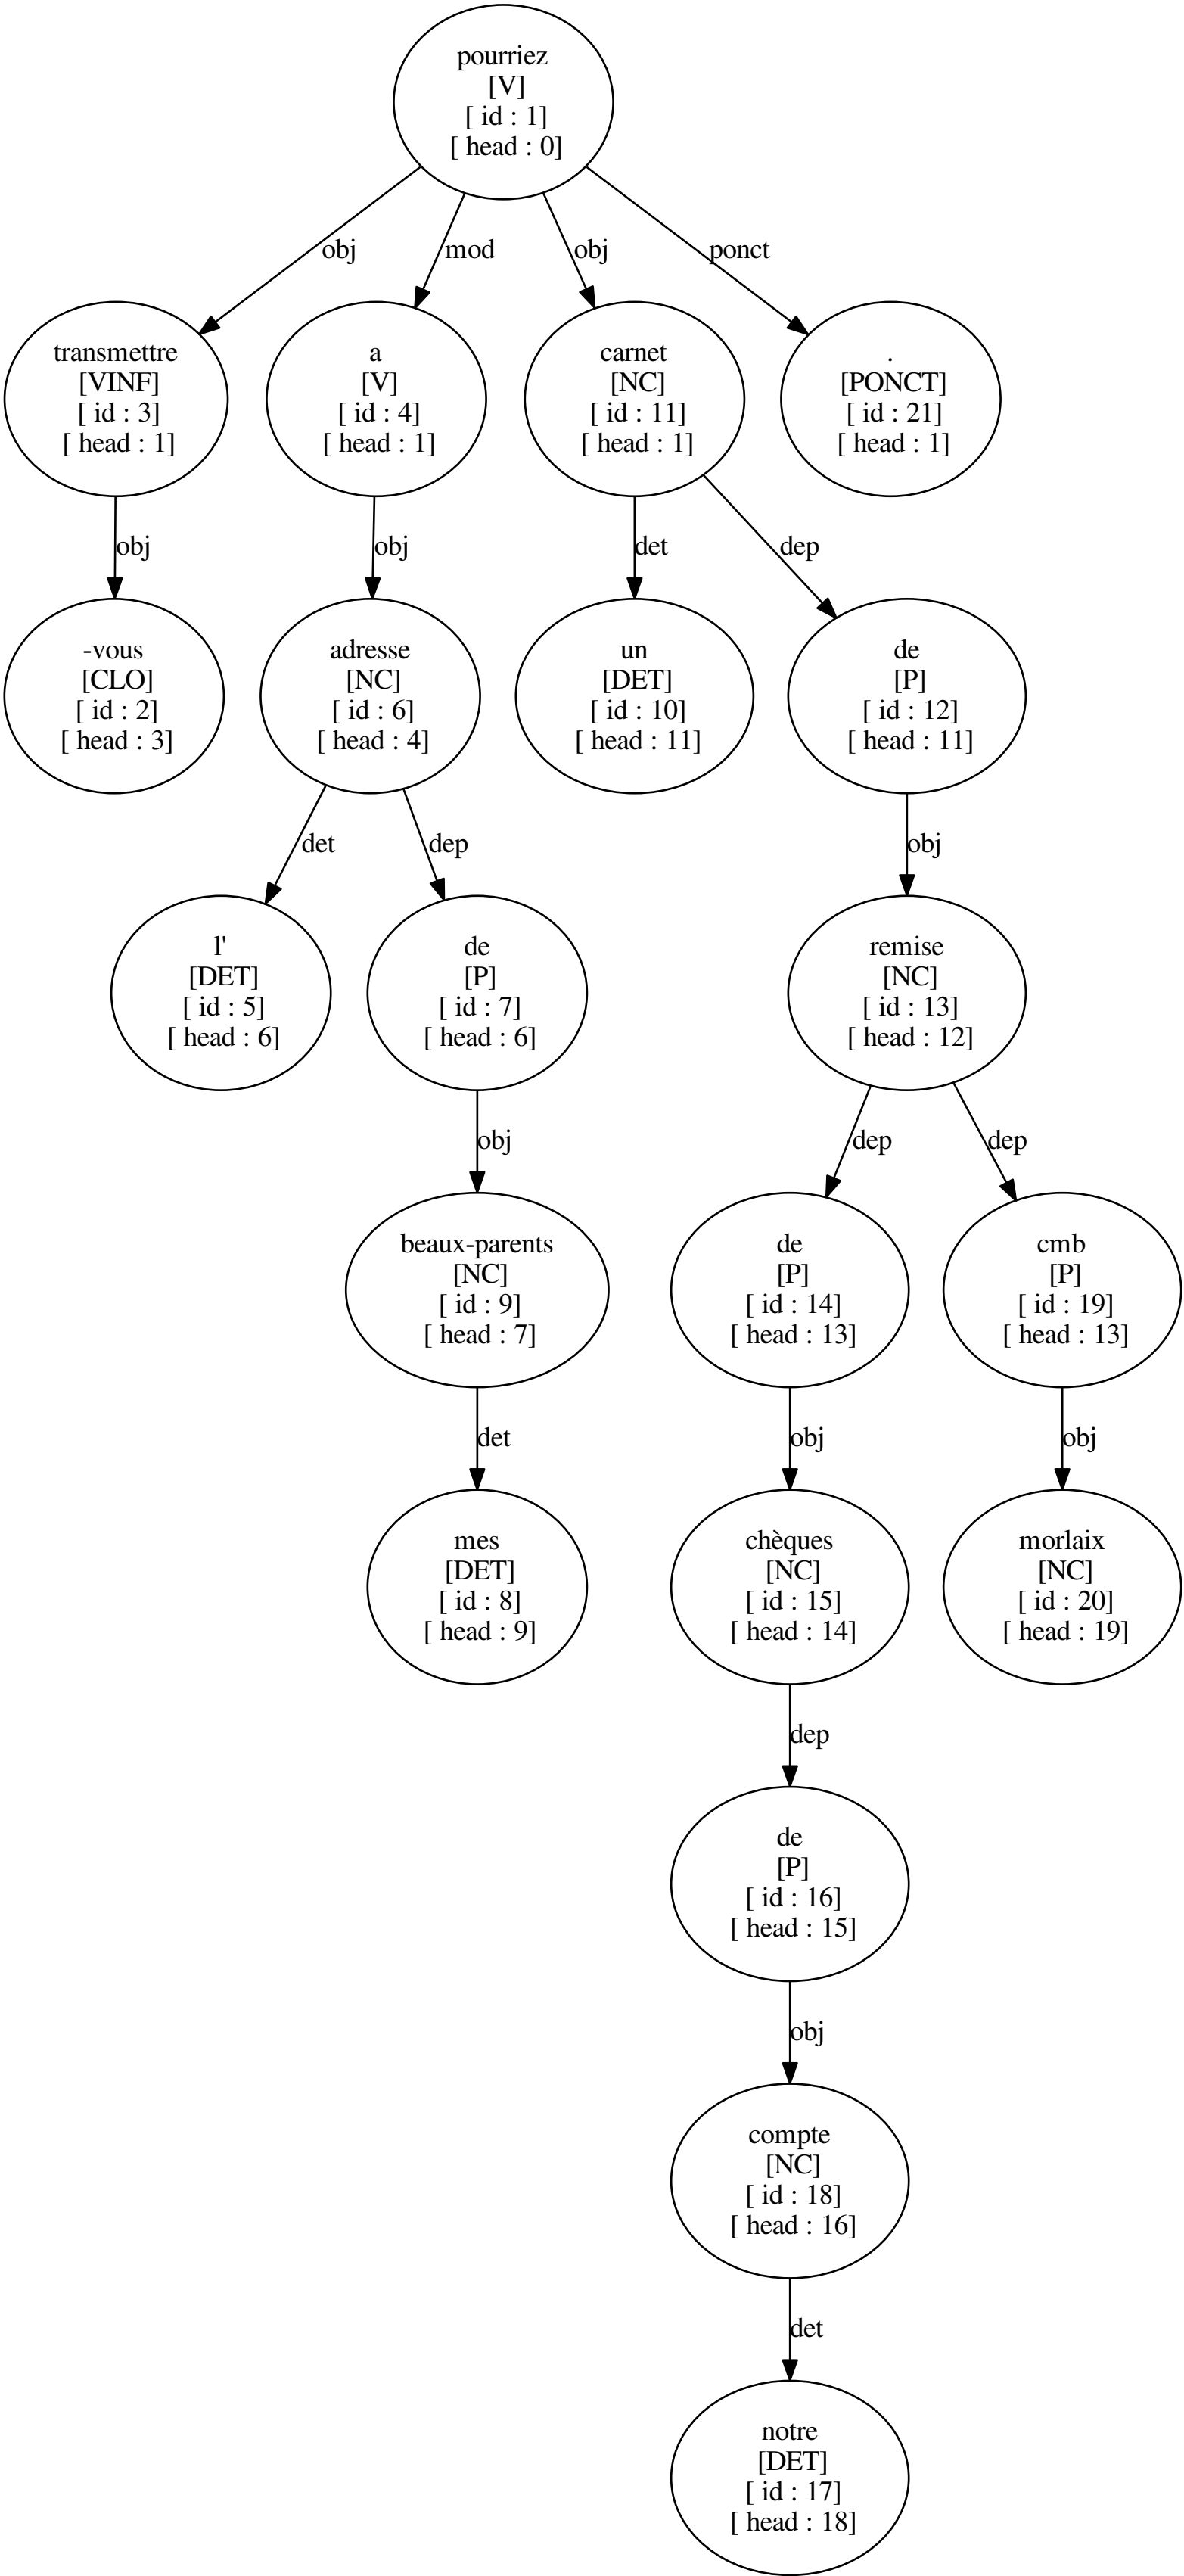 pourriez
[V]
[ id : 1]
[ head : 0]
obj
mod
obj
ponct
transmettre
[VINF]
[ id : 3]
[ head : 1]
a
[V]
[ id : 4]
[ head : 1]
carnet
[NC]
[ id : 11]
[ head : 1]
.
[PONCT]
[ id : 21]
[ head : 1]
obj
obj
det
dep
-vous
[CLO]
[ id : 2]
[ head : 3]
adresse
[NC]
[ id : 6]
[ head : 4]
un
[DET]
[ id : 10]
[ head : 11]
de
[P]
[ id : 12]
[ head : 11]
det
dep
obj
l'
[DET]
[ id : 5]
[ head : 6]
de
[P]
[ id : 7]
[ head : 6]
remise
[NC]
[ id : 13]
[ head : 12]
obj
dep
dep
beaux-parents
[NC]
[ id : 9]
[ head : 7]
de
[P]
[ id : 14]
[ head : 13]
cmb
[P]
[ id : 19]
[ head : 13]
det
obj
obj
mes
[DET]
[ id : 8]
[ head : 9]
chèques
[NC]
[ id : 15]
[ head : 14]
morlaix
[NC]
[ id : 20]
[ head : 19]
dep
de
[P]
[ id : 16]
[ head : 15]
obj
compte
[NC]
[ id : 18]
[ head : 16]
det
notre
[DET]
[ id : 17]
[ head : 18]